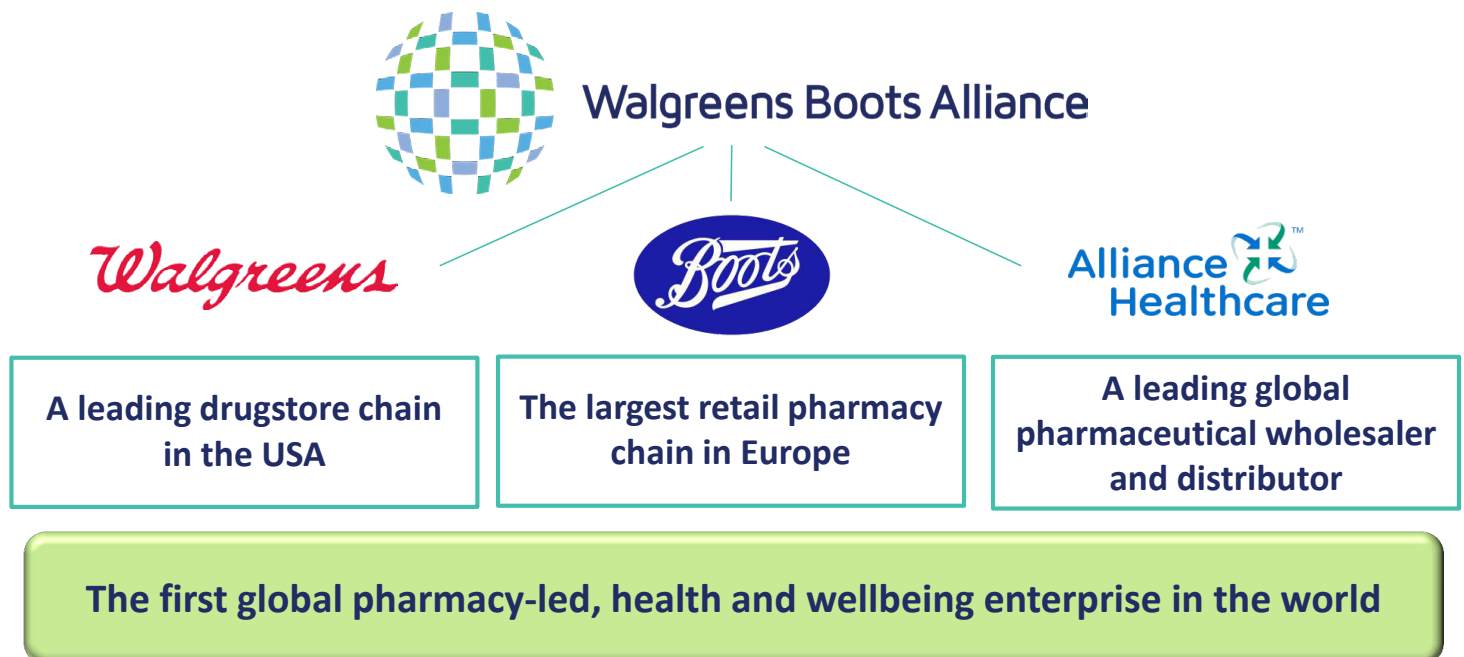 Walgreens Boots Alliance
Walgreens
Boots
Alliance
Healthcare
TM
A leading drugstore chain
in the USA
The largest retail pharmacy
chain in Europe
A leading global
pharmaceutical wholesaler
and distributor
The first global pharmacy-led, health and wellbeing enterprise in the world